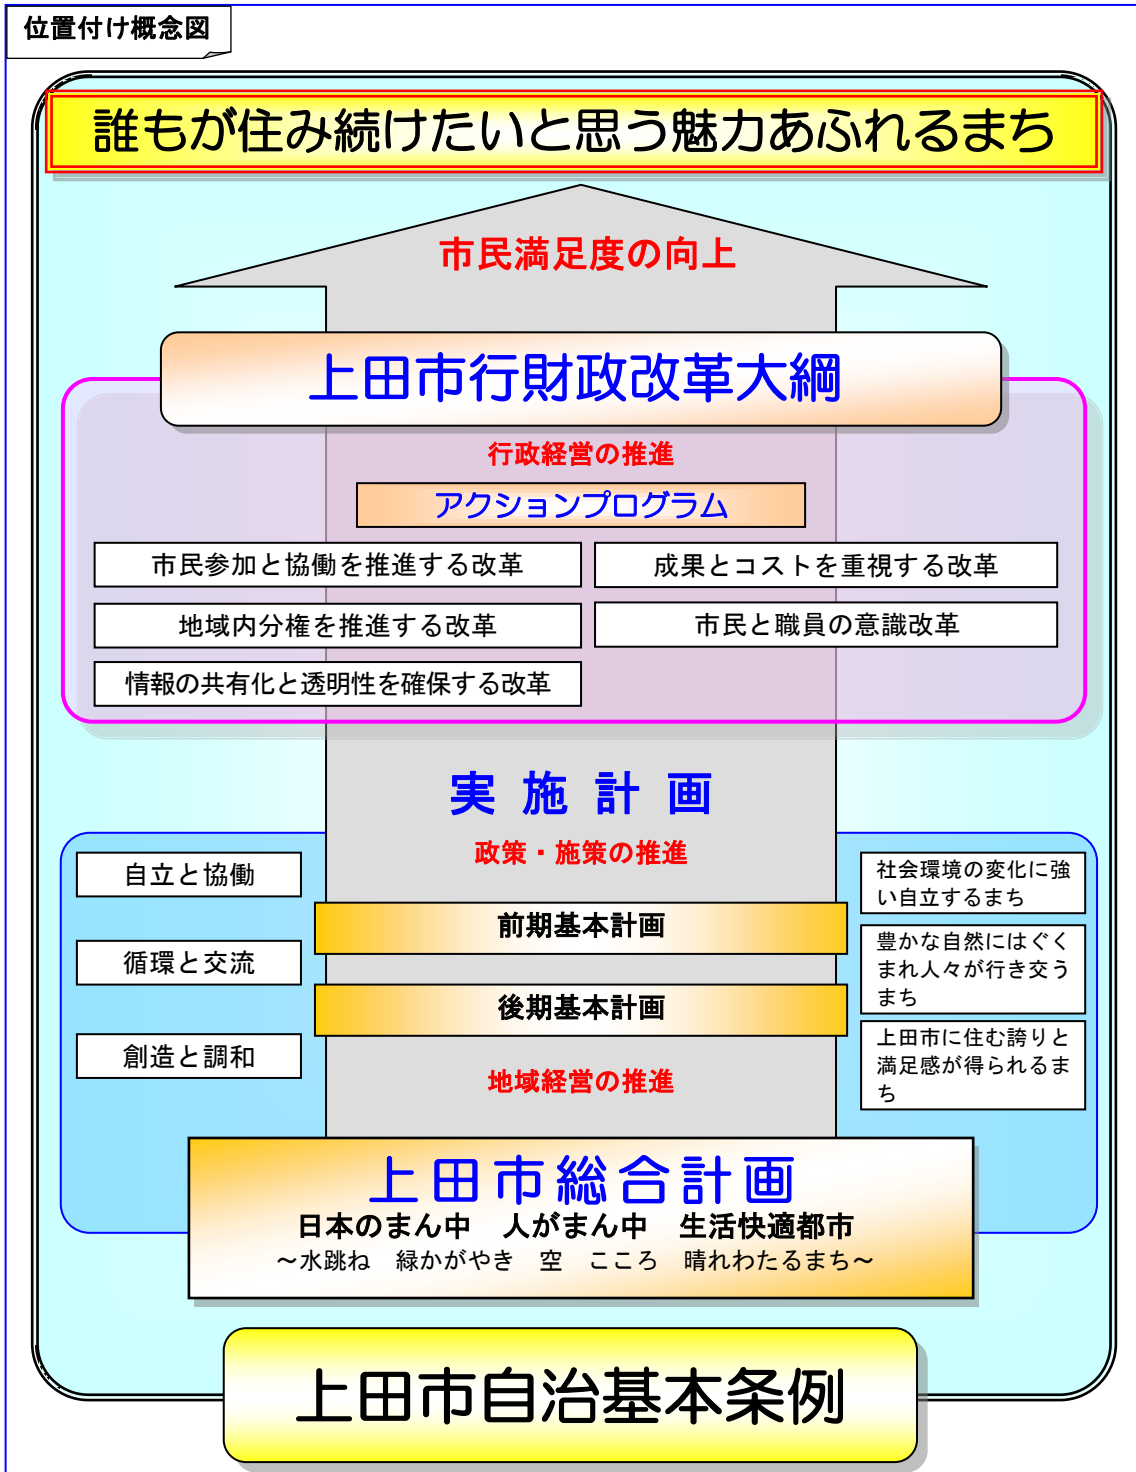 位置付け概念図
誰もが住み続けたいと思う魅力あふれるまち
市民満足度の向上
上田市行財政改革大綱
行政経営の推進
アクションプログラム
市民参加と協働を推進する改革
成果とコストを重視する改革
地域内分権を推進する改革
市民と職員の意識改革
情報の共有化と透明性を確保する改革
実施計画
政策・施策の推進
自立と協働
循環と交流
創造と調和
前期基本計画
後期基本計画
地域経営の推進
社会環境の変化に強
い自立するまち
豊かな自然にはぐく
まれ人々が行き交う
まち
上田市に住む誇りと
満足感が得られるま
ち
上田市総合計画
日本のまん中　人がまん中　生活快適都市
～水跳ね　緑かがやき　空　こころ　晴れわたるまち～
上田市自治基本条例